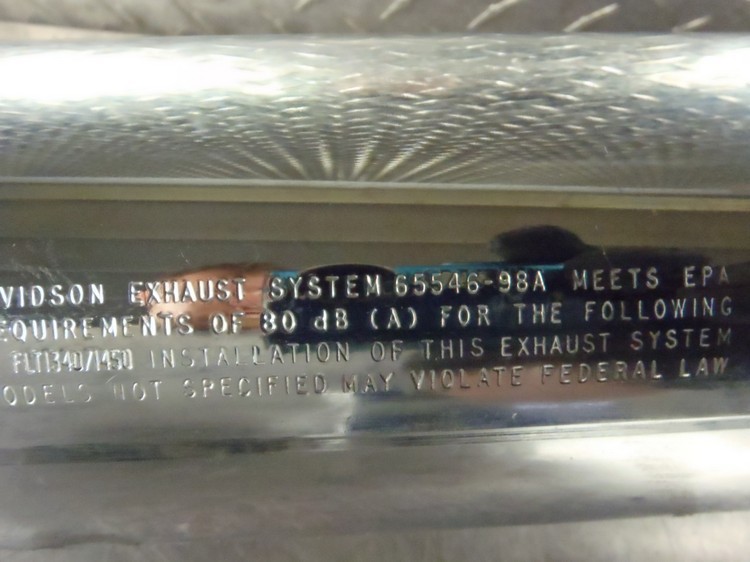 VIDSON EXHAUST SYSTEM 65546-98A MEETS EPA
EQUIREMENTS OF 80 dB (A) FOR THE FOLLOWING
FLT1340/1450 INSTALLATION OF THIS EXHAUST SYSTEM
ODELS NOT SPECIFIED MAY VIOLATE FEDERAL LAW